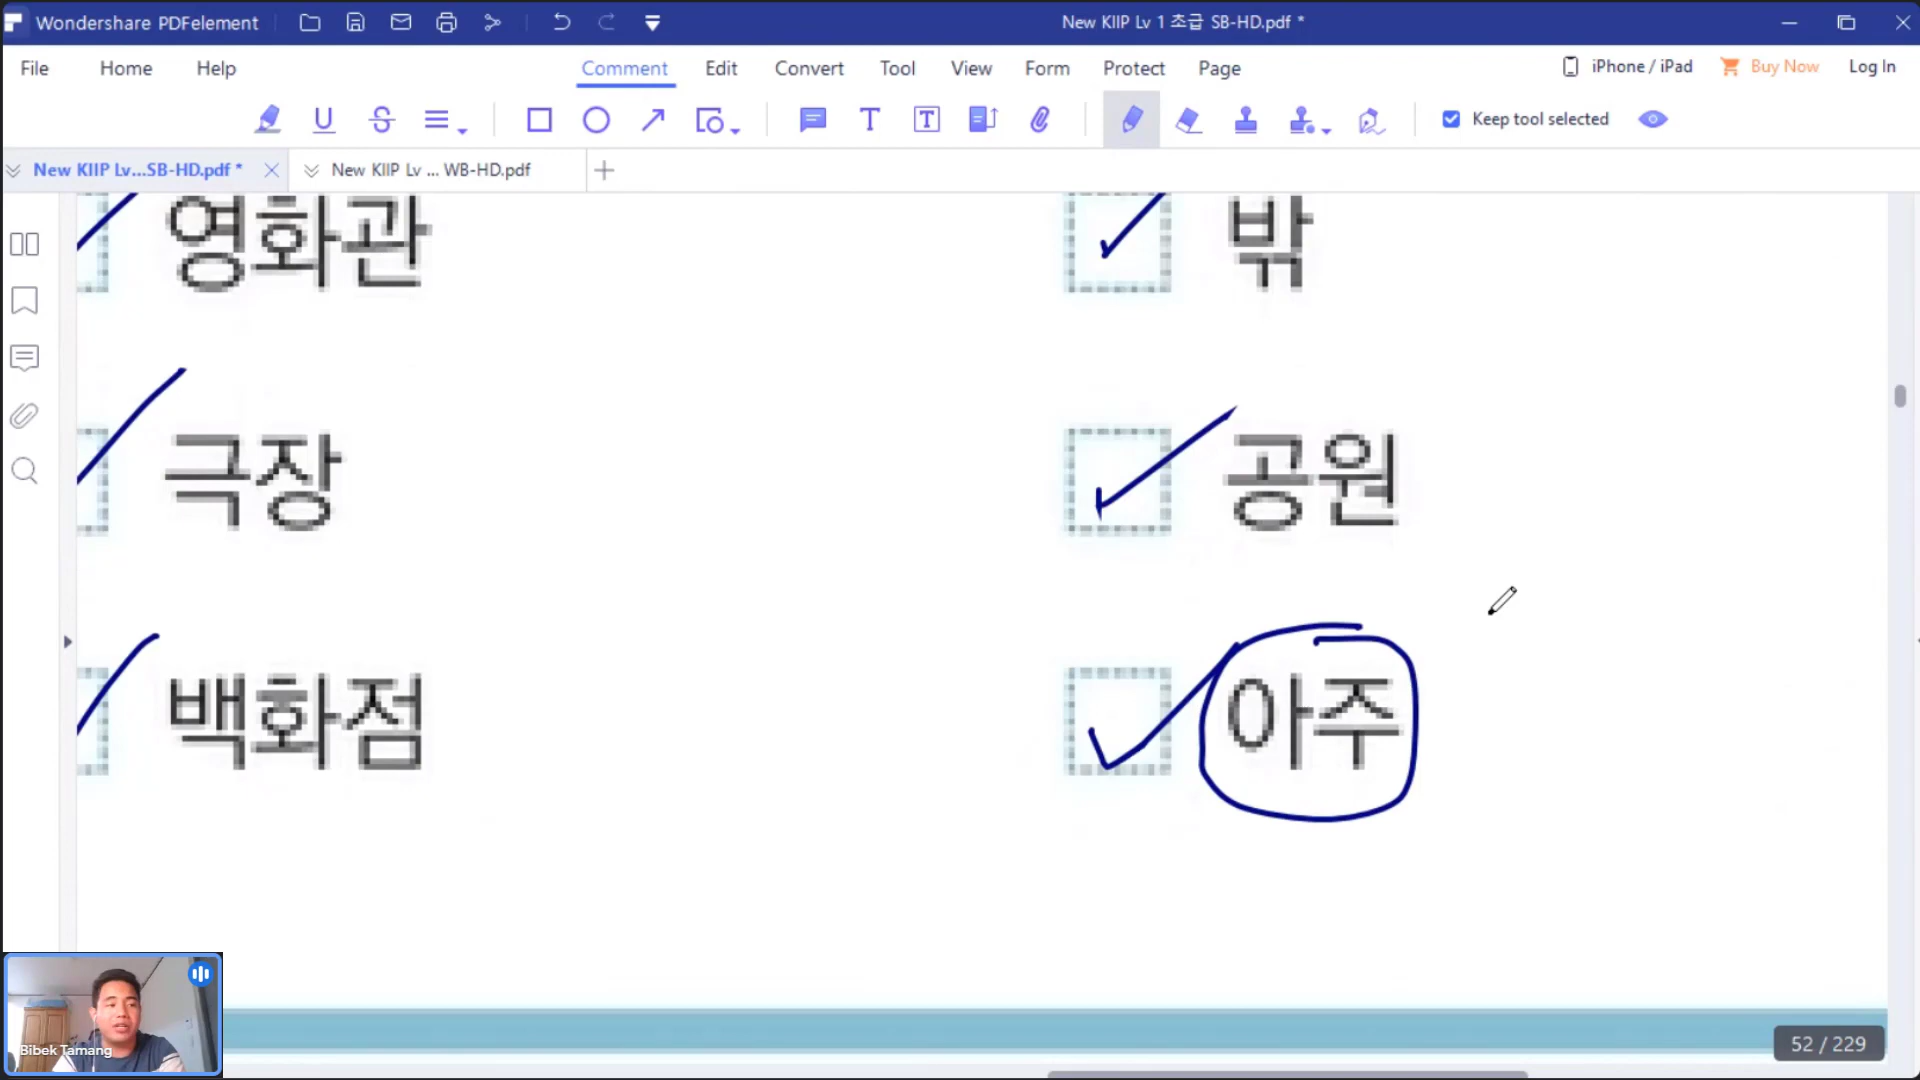 Wondershare PDFelement
New KIIP Lv 1 초급 SB-HD.pdf *
File Home Help Comment Edit Convert Tool View Form Protect Page iPhone / iPad Buy Now Log In
Keep tool selected
New KIIP Lv...SB-HD.pdf * New KIIP Lv ... WB-HD.pdf
영화관 밖
극장 공원
백화점 아주
Bibek Tamang
52 / 229